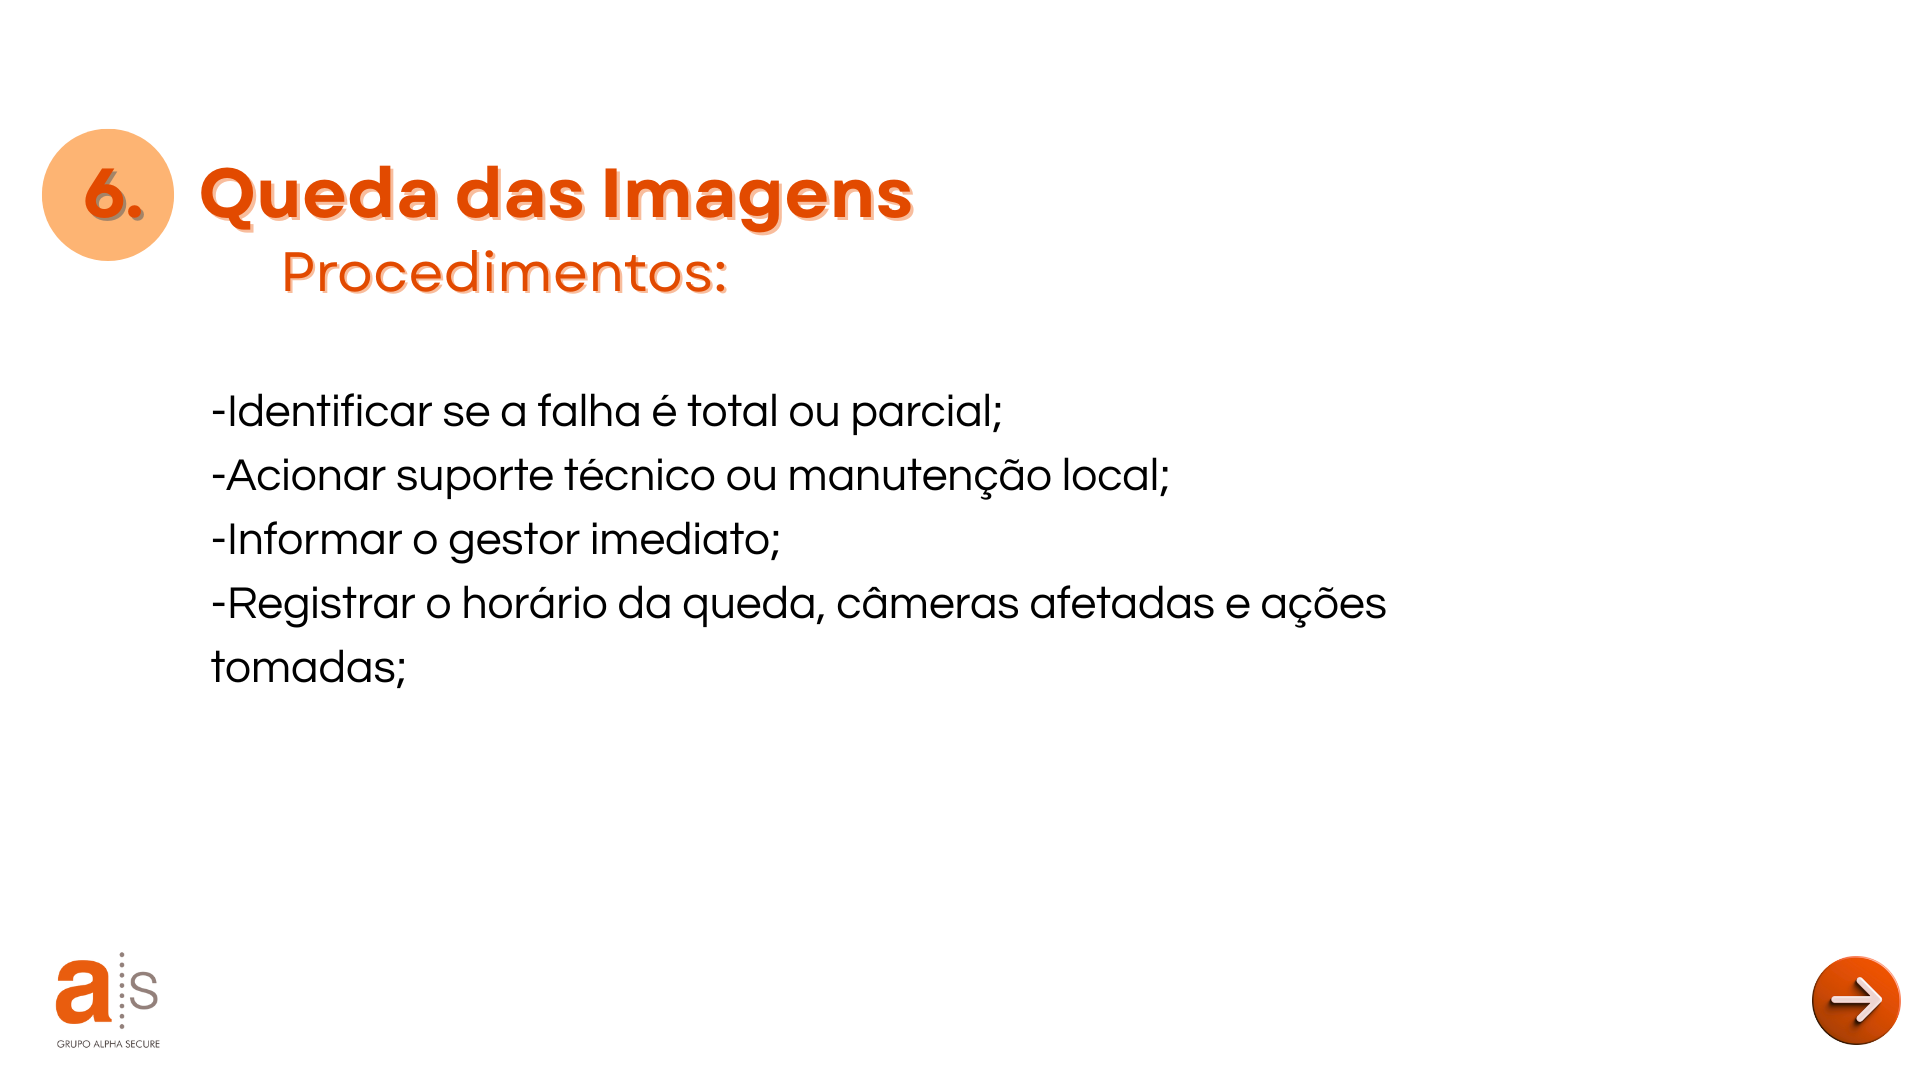 6. Queda das Imagens
Procedimentos:
-Identificar se a falha é total ou parcial;
-Acionar suporte técnico ou manutenção local;
-Informar o gestor imediato;
-Registrar o horário da queda, câmeras afetadas e ações
tomadas;
a s
GRUPO ALPHA SECURE